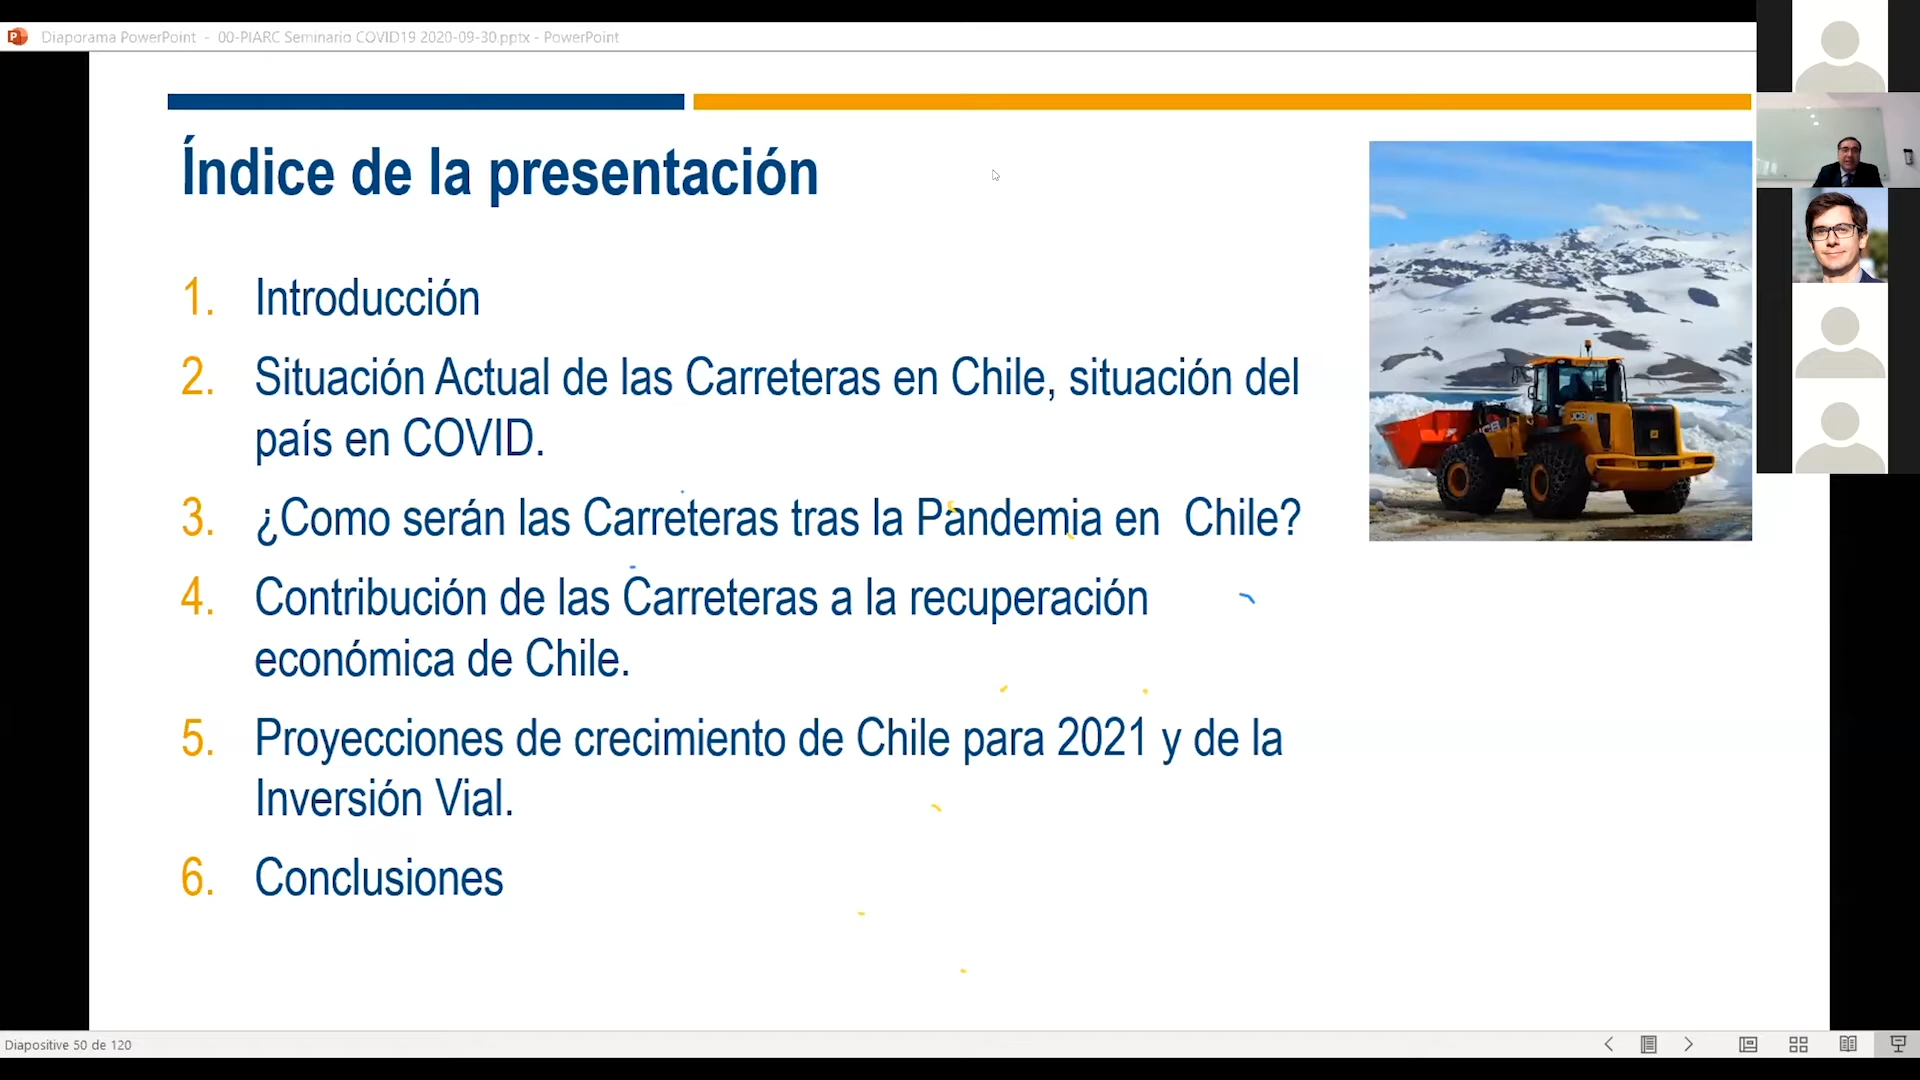 Diaporama PowerPoint - 00-PIARC Seminario COVID19 2020-09-30.pptx - PowerPoint
Índice de la presentación
1. Introducción
2. Situación Actual de las Carreteras en Chile, situación del
país en COVID.
3. ¿Como serán las Carreteras tras la Pandemia en Chile?
4. Contribución de las Carreteras a la recuperación
económica de Chile.
5. Proyecciones de crecimiento de Chile para 2021 y de la
Inversión Vial.
6. Conclusiones
JCB
Diapositive 50 de 120